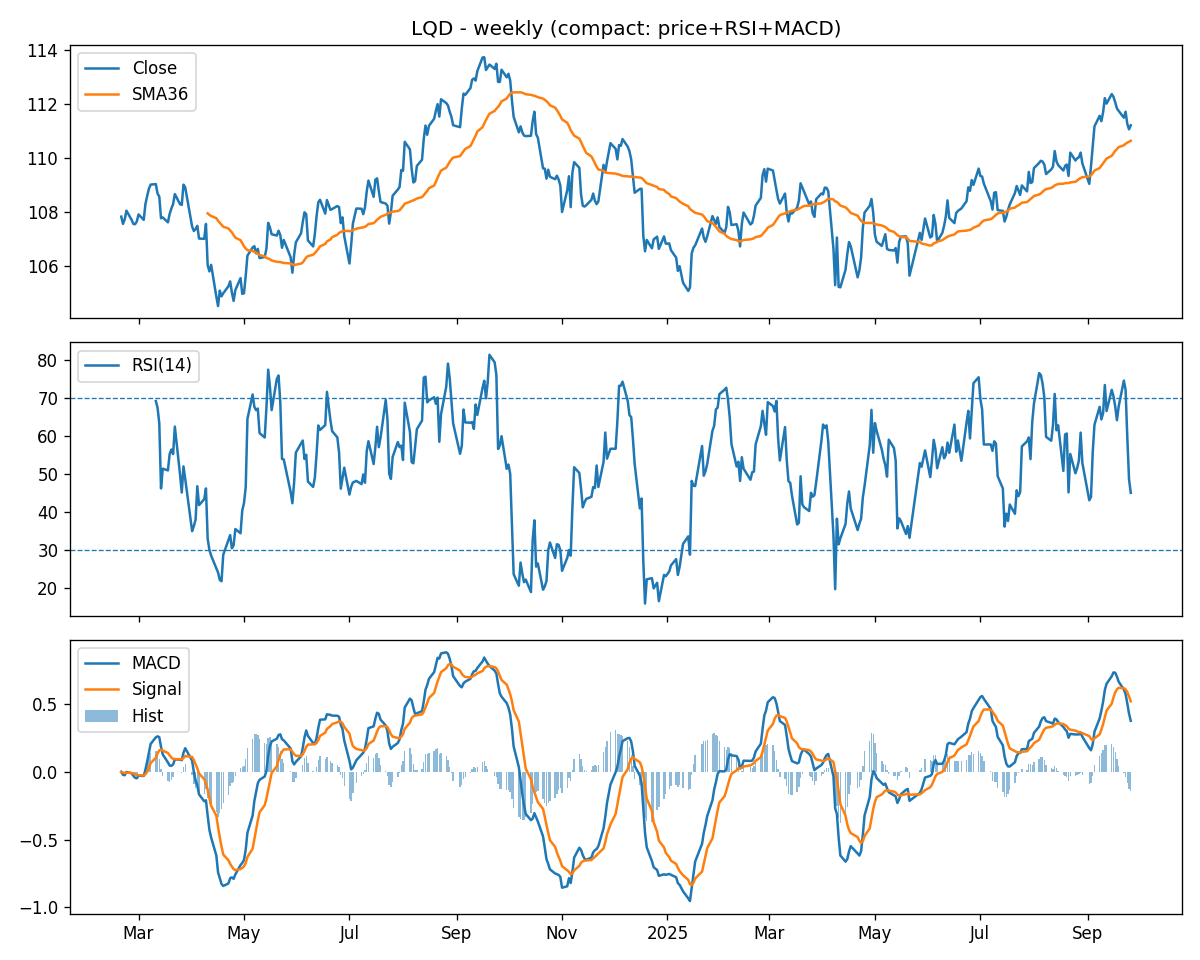 LQD - weekly (compact: price+RSI+MACD)
114
112
110
108
106
Close
SMA36
80
70
60
50
40
30
20
RSI(14)
0.5
0.0
−0.5
−1.0
MACD
Signal
Hist
Mar May Jul Sep Nov 2025 Mar May Jul Sep